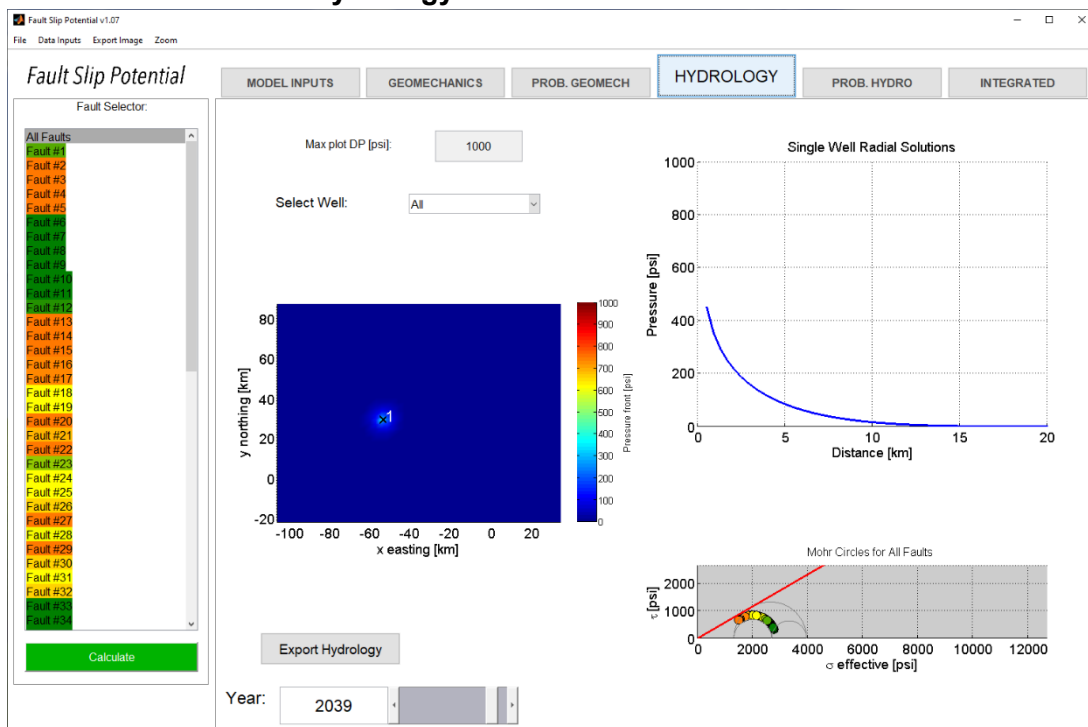 Fault Slip Potential v1.07
File Data Inputs Export Image Zoom
Fault Slip Potential
MODEL INPUTS GEOMECHANICS PROB. GEOMECH HYDROLOGY PROB. HYDRO INTEGRATED
Fault Selector:
All Faults
Fault #1
Fault #2
Fault #3
Fault #4
Fault #5
Fault #6
Fault #7
Fault #8
Fault #9
Fault #10
Fault #11
Fault #12
Fault #13
Fault #14
Fault #15
Fault #16
Fault #17
Fault #18
Fault #19
Fault #20
Fault #21
Fault #22
Fault #23
Fault #24
Fault #25
Fault #26
Fault #27
Fault #28
Fault #29
Fault #30
Fault #31
Fault #32
Fault #33
Fault #34
Calculate
Max plot DP [psi]: 1000
Select Well: All
80
60
40
20
0
-20
y northing [km]
1
-100 -80 -60 -40 -20 0 20
x easting [km]
1000
900
800
700
600
500
400
300
200
100
0
Pressure front [psi]
Export Hydrology
Year: 2039
Single Well Radial Solutions
1000
800
600
400
200
0
Pressure [psi]
0 5 10 15 20
Distance [km]
Mohr Circles for All Faults
2000
1000
0
τ [psi]
0 2000 4000 6000 8000 10000 12000
σ effective [psi]